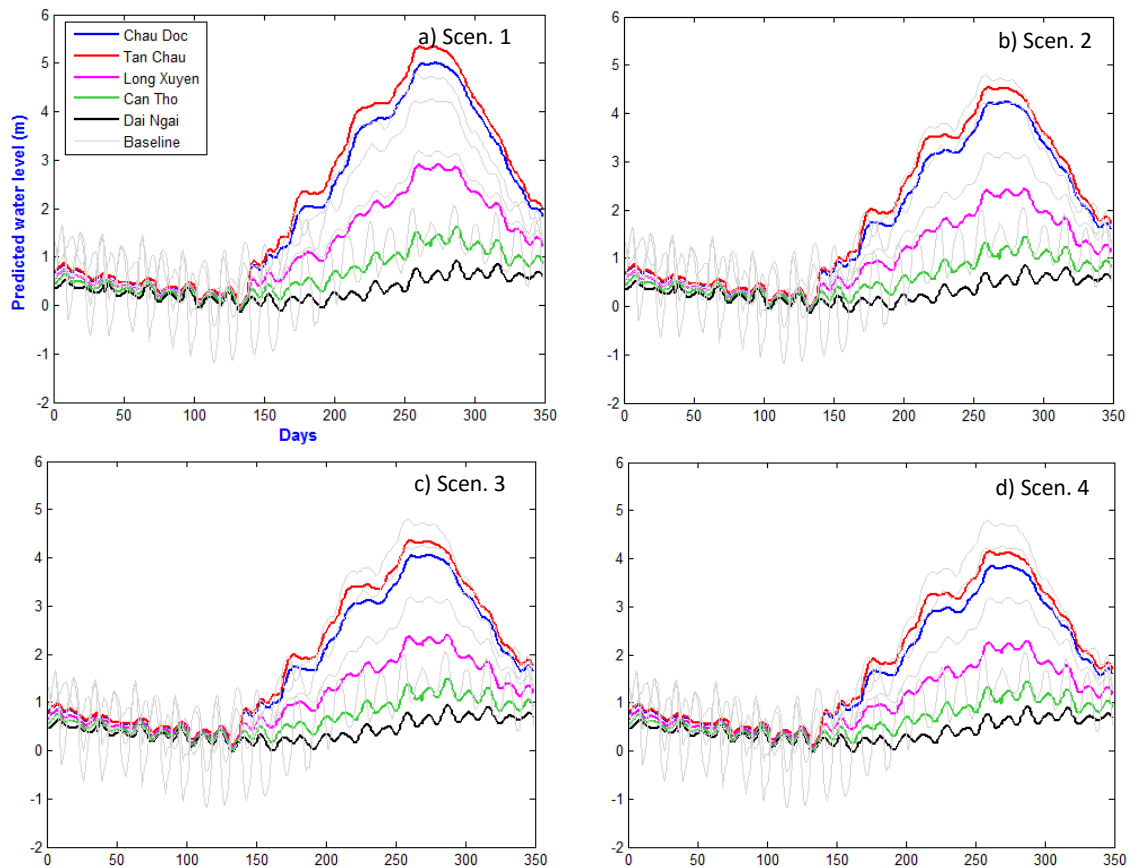 a) Scen. 1
Chau Doc
Tan Chau
Long Xuyen
Can Tho
Dai Ngai
Baseline
Predicted water level (m)
6
5
4
3
2
1
0
-1
-2
0 50 100 150 200 250 300 350
Days
b) Scen. 2
6
5
4
3
2
1
0
-1
-2
0 50 100 150 200 250 300 350
c) Scen. 3
6
5
4
3
2
1
0
-1
-2
0 50 100 150 200 250 300 350
d) Scen. 4
6
5
4
3
2
1
0
-1
-2
0 50 100 150 200 250 300 350